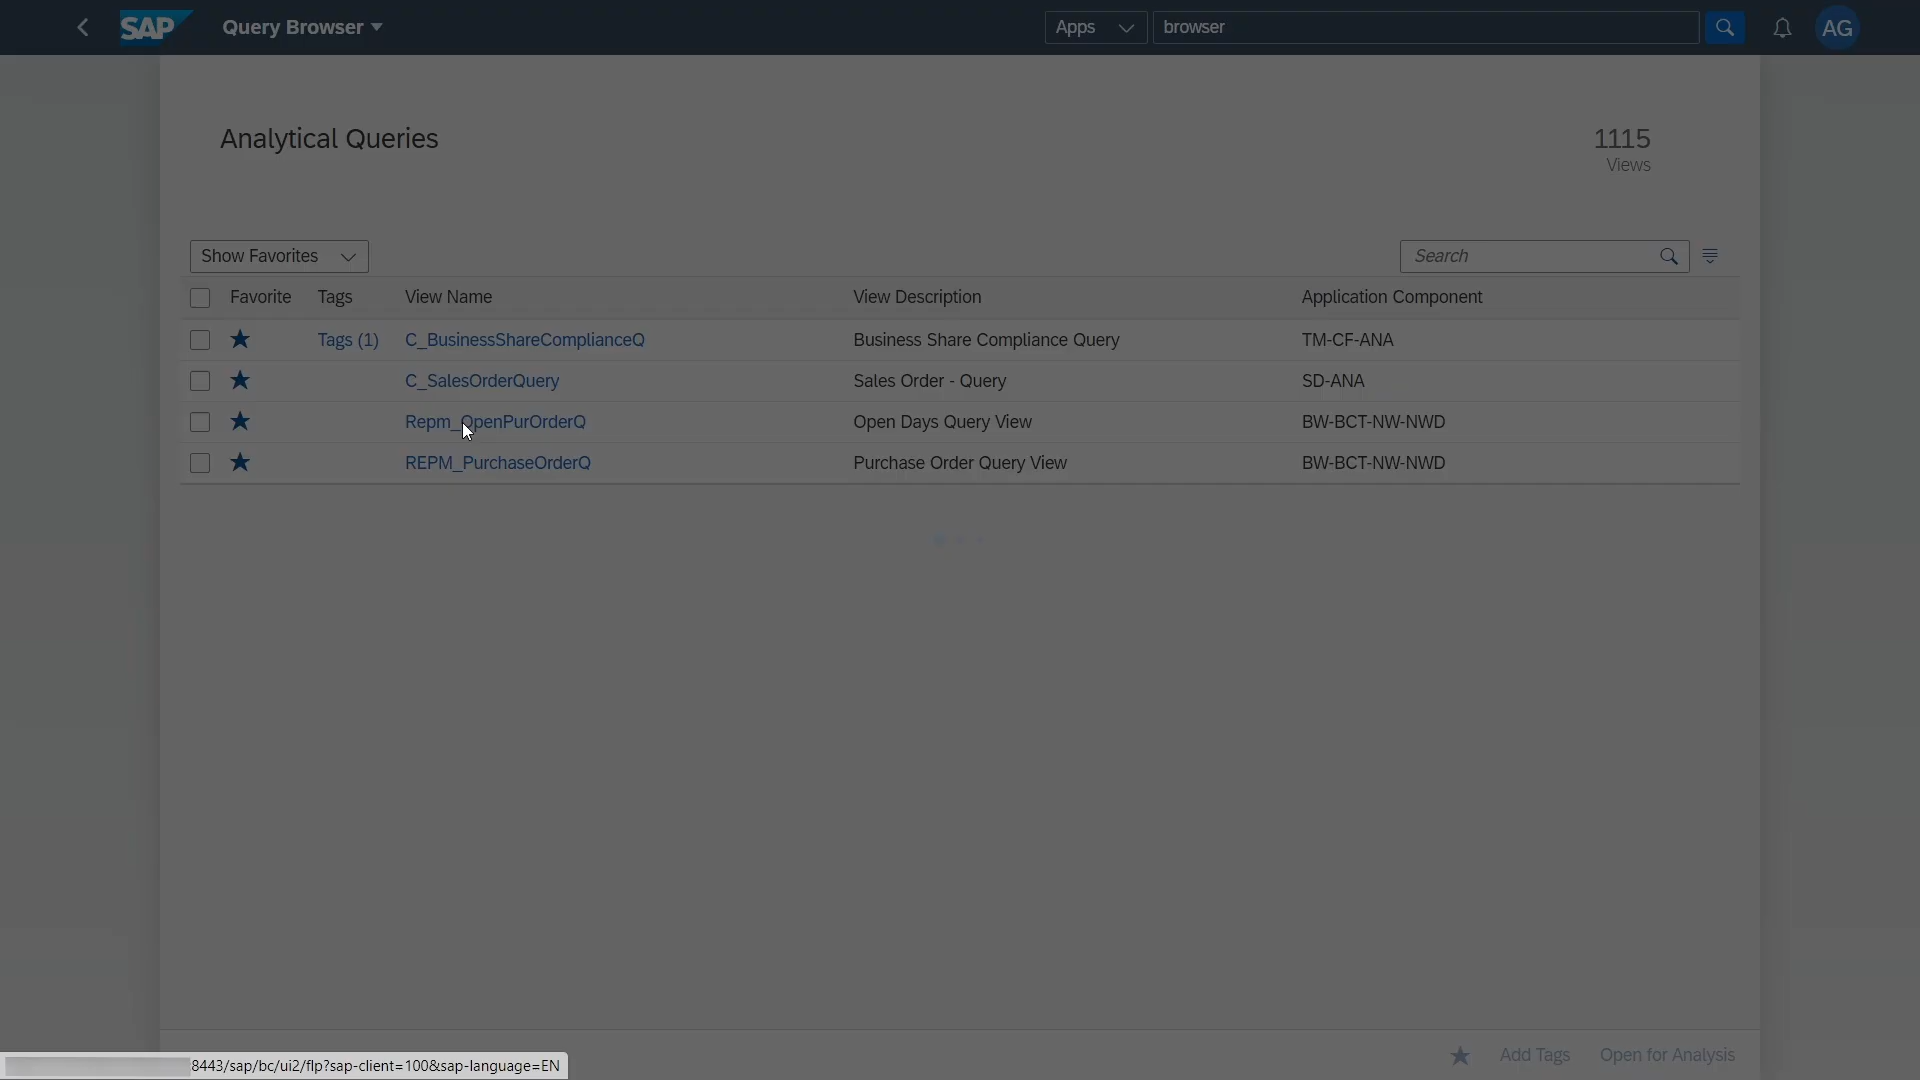 SAP Query Browser Apps browser AG
Analytical Queries 1115
Views
Show Favorites Search
Favorite Tags View Name View Description Application Component
Tags (1) C_BusinessShareComplianceQ Business Share Compliance Query TM-CF-ANA
C_SalesOrderQuery Sales Order - Query SD-ANA
Repm_OpenPurOrderQ Open Days Query View BW-BCT-NW-NWD
REPM_PurchaseOrderQ Purchase Order Query View BW-BCT-NW-NWD
Add Tags Open for Analysis
8443/sap/bc/ui2/flp?sap-client=100&sap-language=EN